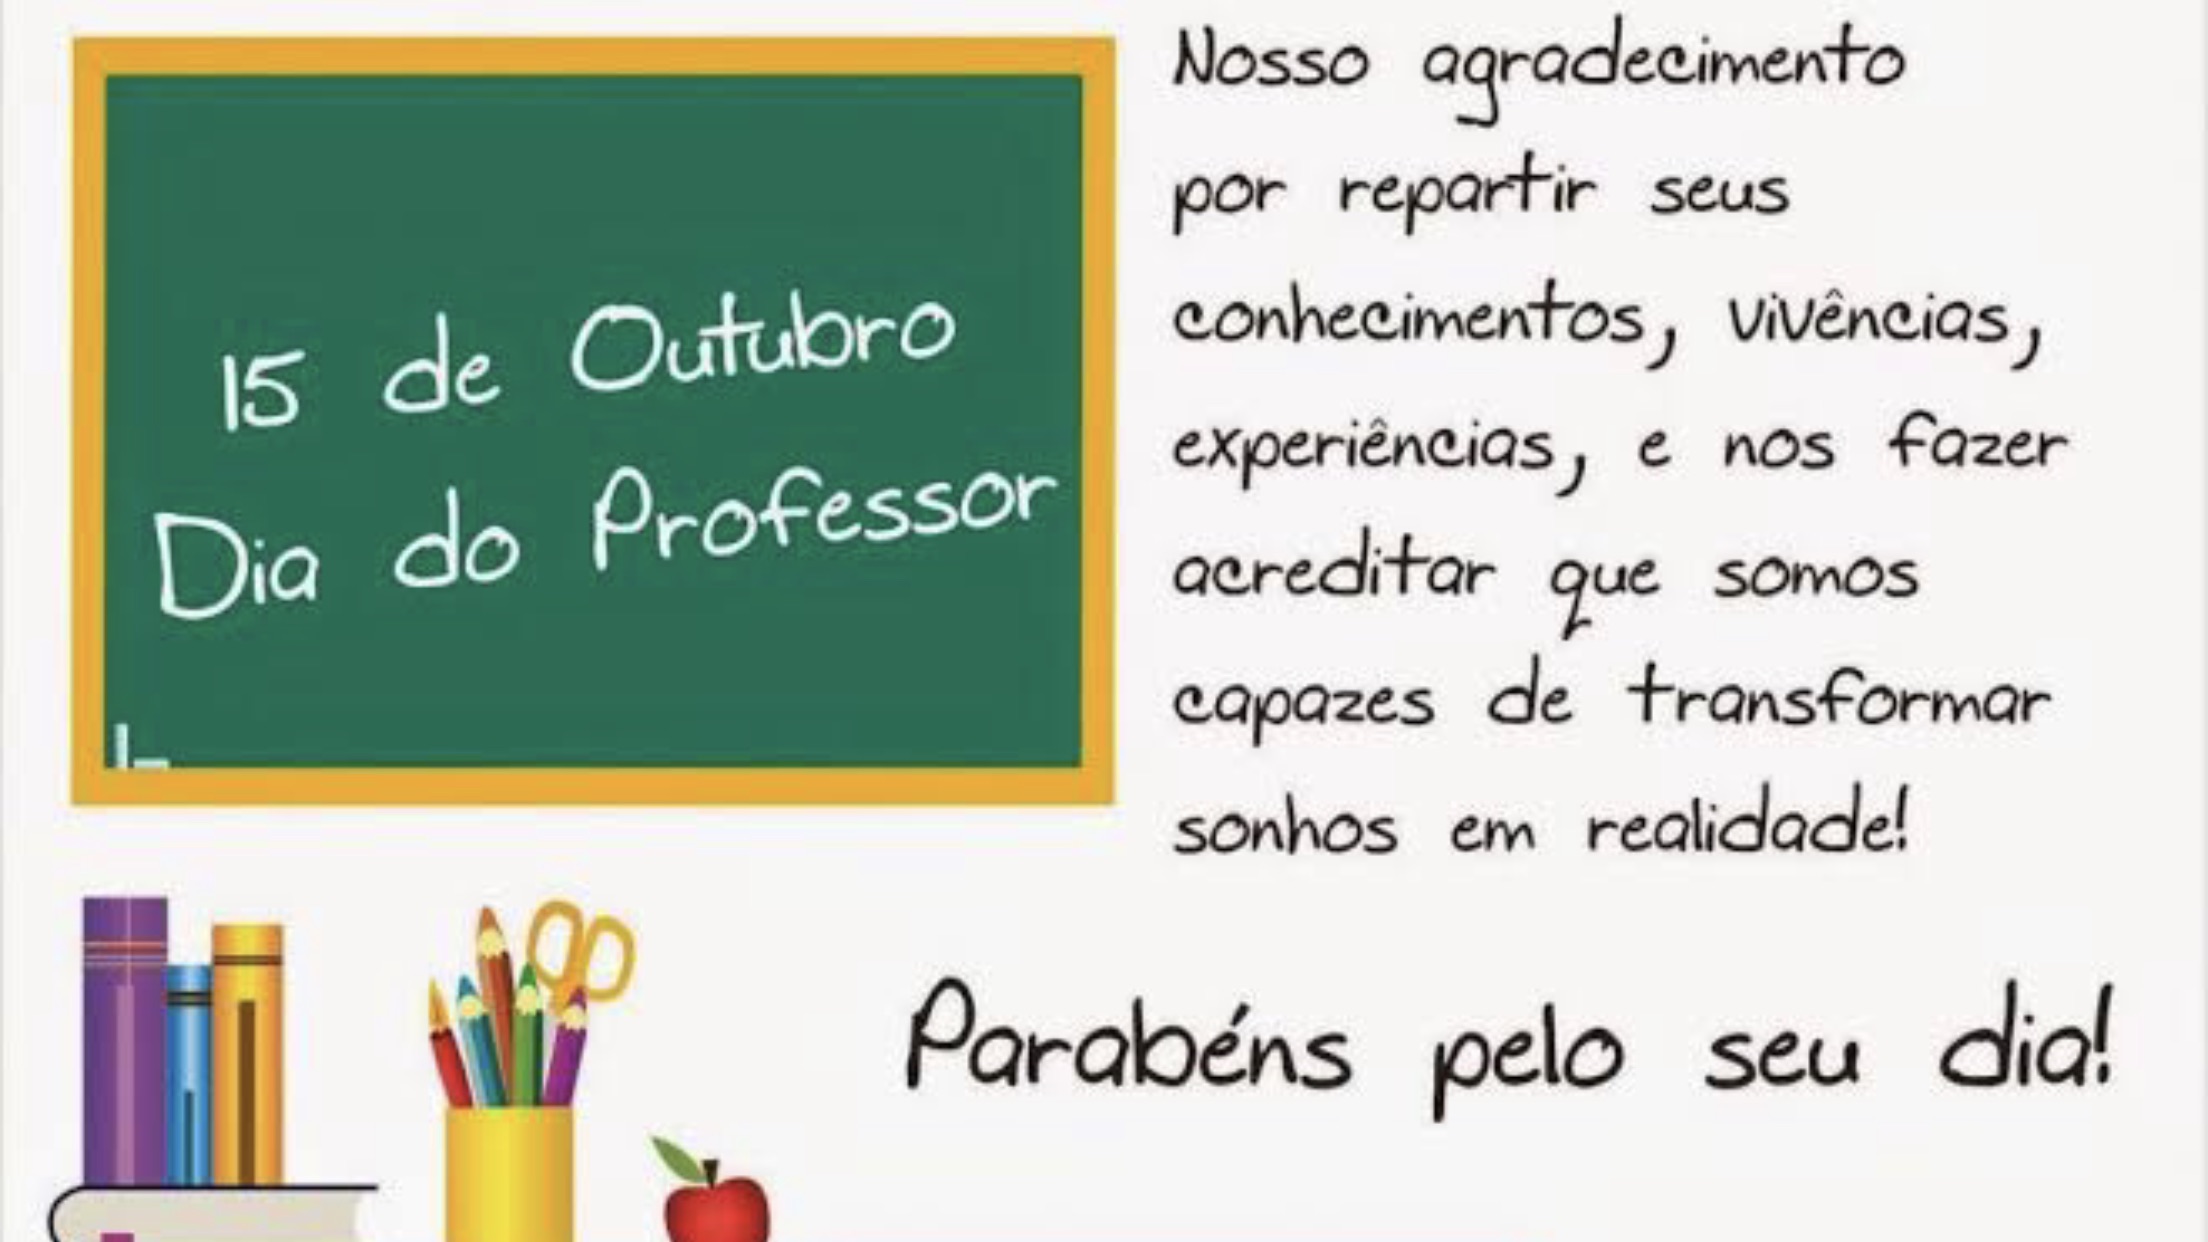 15 de Outubro
Dia do Professor
Nosso agradecimento
por repartir seus
conhecimentos, vivências,
experiências, e nos fazer
acreditar que somos
capazes de transformar
sonhos em realidade!
Parabéns pelo seu dia!